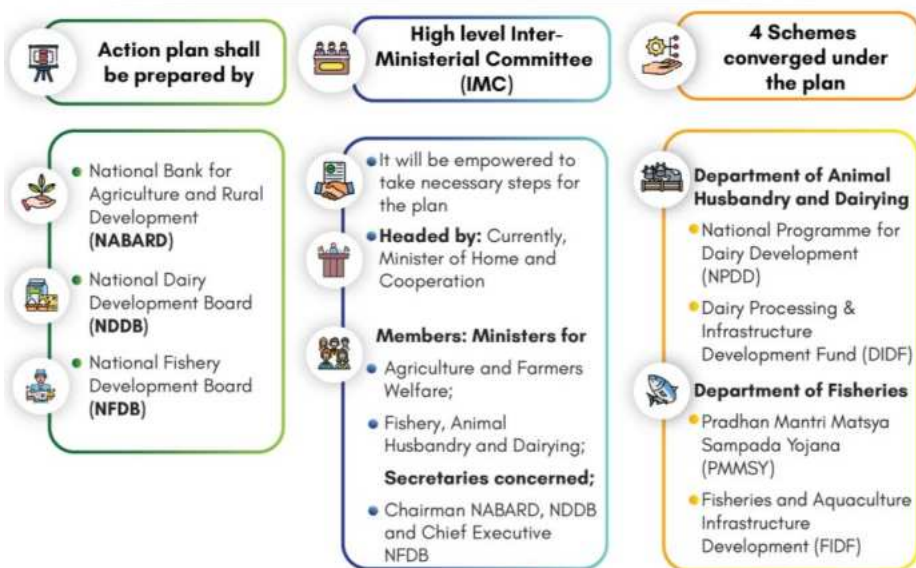 Action plan shall
be prepared by
National Bank for
Agriculture and Rural
Development
(NABARD)
National Dairy
Development Board
(NDDB)
National Fishery
Development Board
(NFDB)
High level Inter-
Ministerial Committee
(IMC)
It will be empowered to
take necessary steps for
the plan
Headed by: Currently,
Minister of Home and
Cooperation
Members: Ministers for
Agriculture and Farmers
Welfare;
Fishery, Animal
Husbandry and Dairying;
Secretaries concerned;
Chairman NABARD, NDDB
and Chief Executive
NFDB
4 Schemes
converged under
the plan
Department of Animal
Husbandry and Dairying
National Programme for
Dairy Development
(NPDD)
Dairy Processing &
Infrastructure
Development Fund (DIDF)
Department of Fisheries
Pradhan Mantri Matsya
Sampada Yojana
(PMMSY)
Fisheries and Aquaculture
Infrastructure
Development (FIDF)